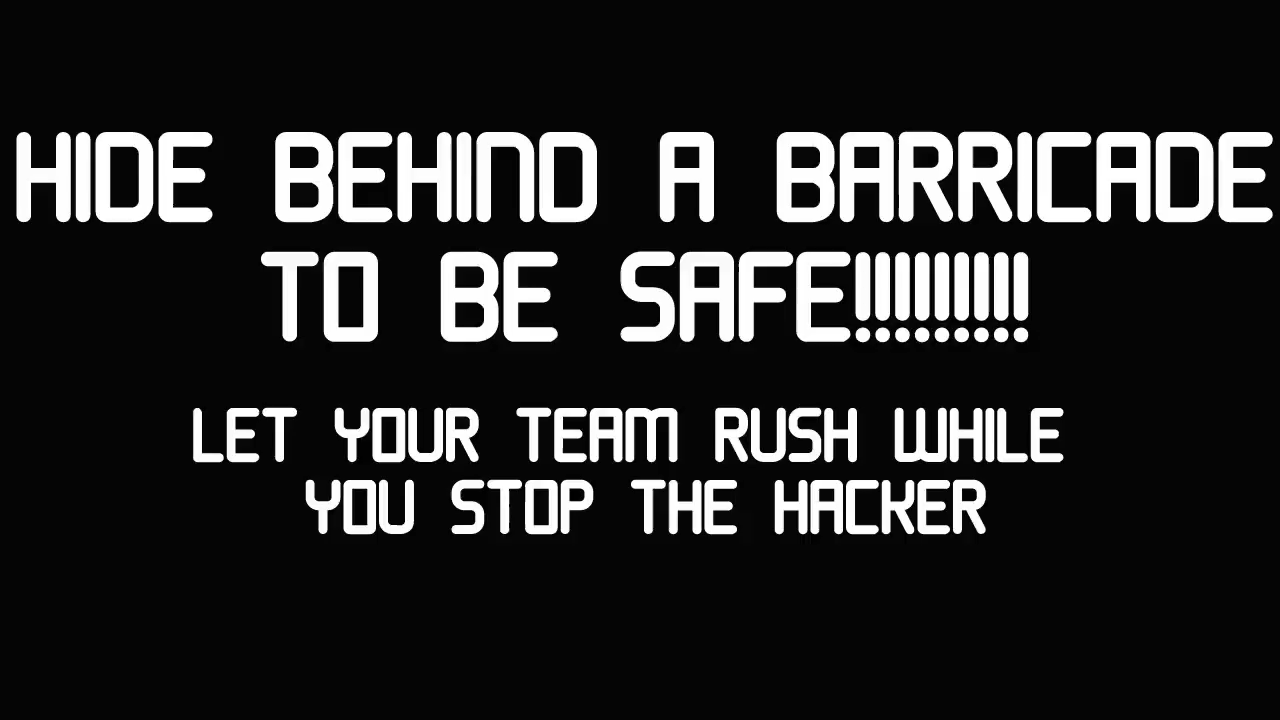 HIDE BEHIND A BARRICADE
TO BE SAFE!!!!!!!!!
LET YOUR TEAM RUSH WHILE
YOU STOP THE HACKER